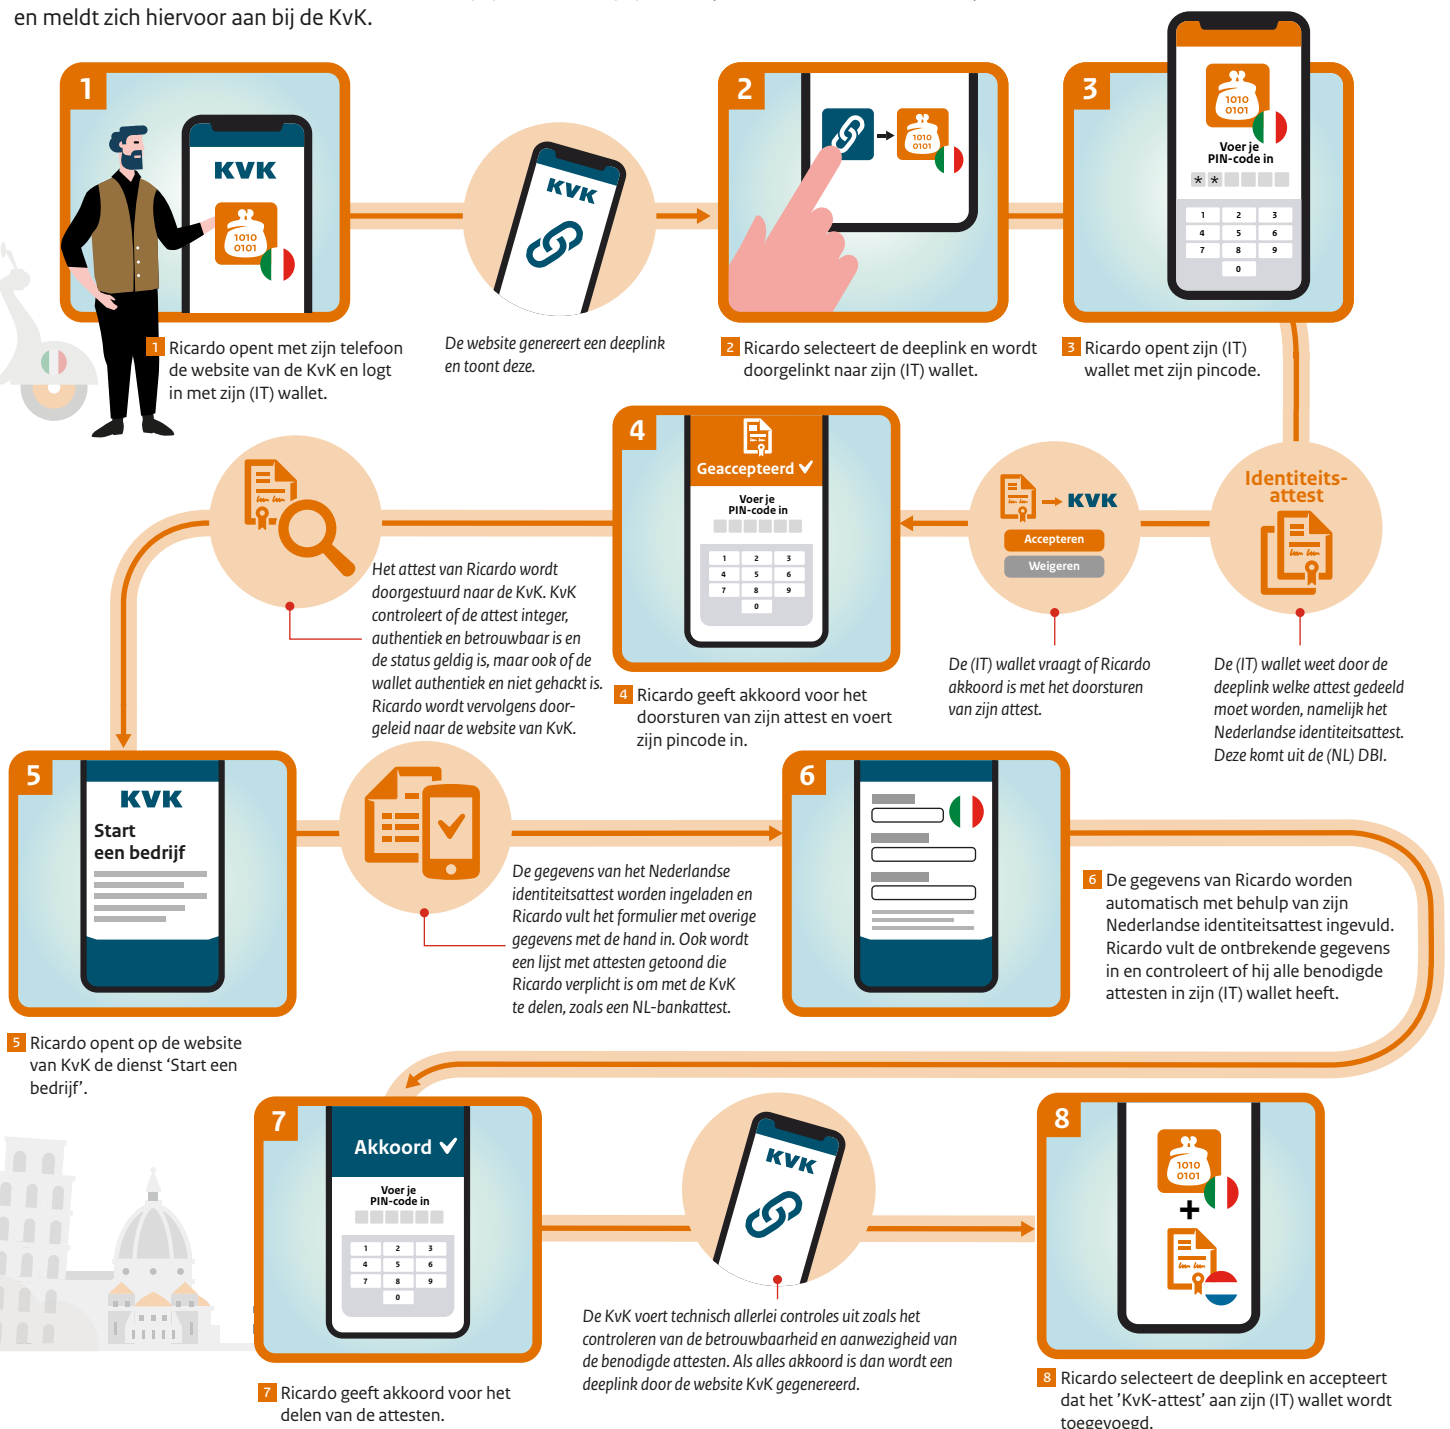 en meldt zich hiervoor aan bij de KvK.
1
KVK
1010
0101
1 Ricardo opent met zijn telefoon
de website van de KvK en logt
in met zijn (IT) wallet.
KVK
De website genereert een deeplink
en toont deze.
2
1010
0101
2 Ricardo selecteert de deeplink en wordt
doorgelinkt naar zijn (IT) wallet.
3
1010
0101
Voer je
PIN-code in
* *
1 2 3
4 5 6
7 8 9
0
3 Ricardo opent zijn (IT)
wallet met zijn pincode.
Identiteits-
attest
De (IT) wallet weet door de
deeplink welke attest gedeeld
moet worden, namelijk het
Nederlandse identiteitsattest.
Deze komt uit de (NL) DBI.
KVK
Accepteren
Weigeren
De (IT) wallet vraagt of Ricardo
akkoord is met het doorsturen
van zijn attest.
4
Geaccepteerd
Voer je
PIN-code in
1 2 3
4 5 6
7 8 9
0
4 Ricardo geeft akkoord voor het
doorsturen van zijn attest en voert
zijn pincode in.
Het attest van Ricardo wordt
doorgestuurd naar de KvK. KvK
controleert of de attest integer,
authentiek en betrouwbaar is en
de status geldig is, maar ook of de
wallet authentiek en niet gehackt is.
Ricardo wordt vervolgens door-
geleid naar de website van KvK.
5
KVK
Start
een bedrijf
5 Ricardo opent op de website
van KvK de dienst ‘Start een
bedrijf’.
De gegevens van het Nederlandse
identiteitsattest worden ingeladen en
Ricardo vult het formulier met overige
gegevens met de hand in. Ook wordt
een lijst met attesten getoond die
Ricardo verplicht is om met de KvK
te delen, zoals een NL-bankattest.
6
6 De gegevens van Ricardo worden
automatisch met behulp van zijn
Nederlandse identiteitsattest ingevuld.
Ricardo vult de ontbrekende gegevens
in en controleert of hij alle benodigde
attesten in zijn (IT) wallet heeft.
7
Akkoord
Voer je
PIN-code in
1 2 3
4 5 6
7 8 9
0
7 Ricardo geeft akkoord voor het
delen van de attesten.
KVK
De KvK voert technisch allerlei controles uit zoals het
controleren van de betrouwbaarheid en aanwezigheid van
de benodigde attesten. Als alles akkoord is dan wordt een
deeplink door de website KvK gegenereerd.
8
1010
0101
+
8 Ricardo selecteert de deeplink en accepteert
dat het ’KvK-attest’ aan zijn (IT) wallet wordt
toegevoegd.